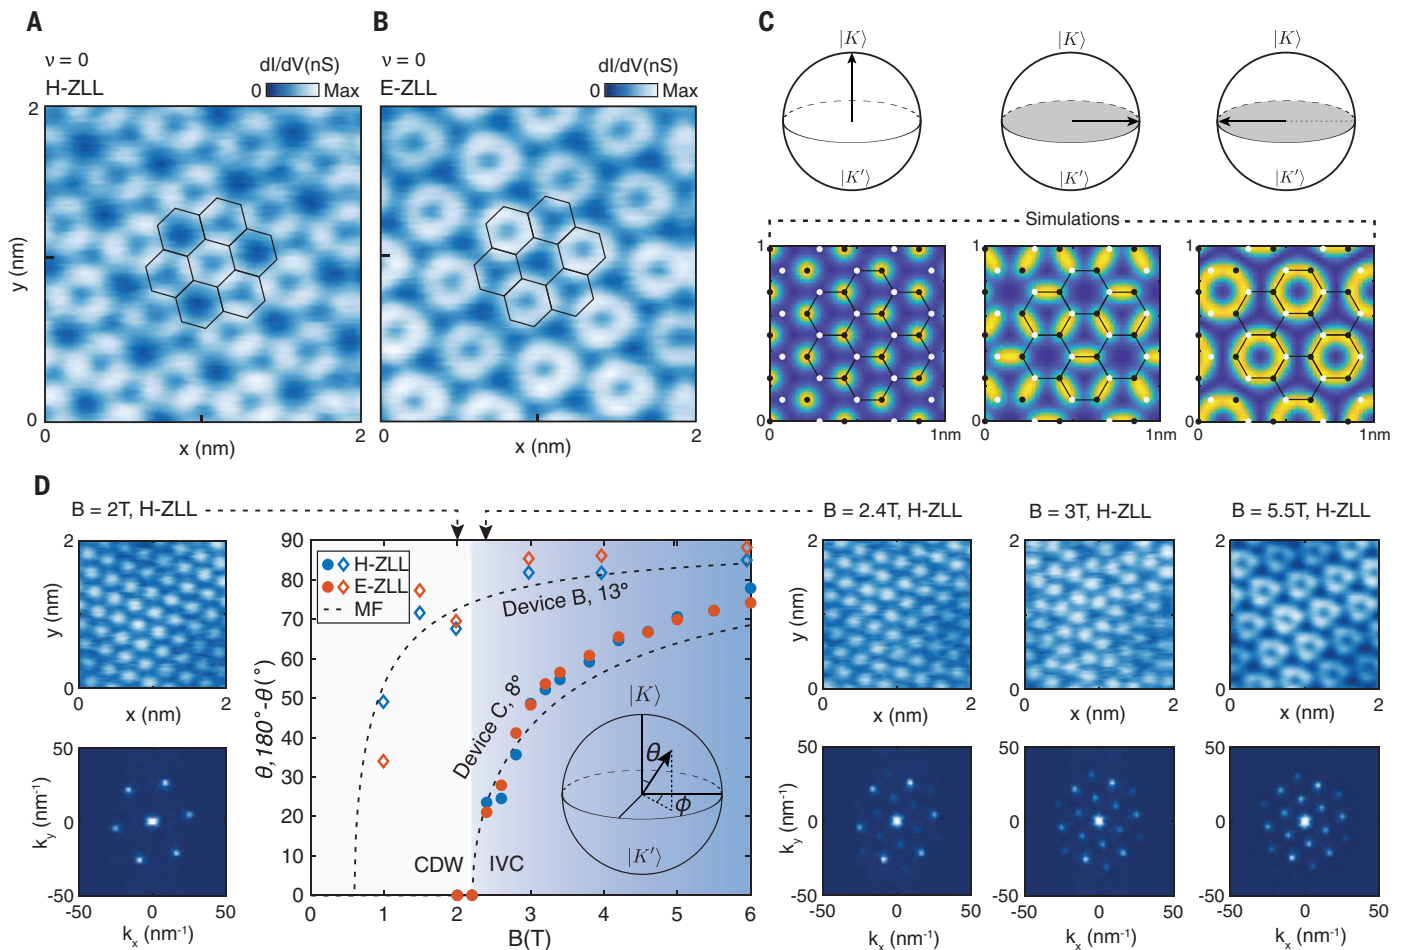 A
ν = 0
H-ZLL
dI/dV(nS)
0 Max
2
y (nm)
0
0
x (nm)
2
B
ν = 0
E-ZLL
dI/dV(nS)
0 Max
0
x (nm)
2
C
|K⟩
|K′⟩
|K⟩
|K′⟩
|K⟩
|K′⟩
Simulations
1
0
0
1nm
1
0
0
1nm
1
0
0
1nm
D
B = 2T, H-ZLL
2
y (nm)
0
0
x (nm)
2
50
k_y (nm⁻¹)
0
-50
-50
0
50
k_x (nm⁻¹)
θ,180°-θ(°)
90
80
70
60
50
40
30
20
10
0
H-ZLL
E-ZLL
MF
Device B, 13°
Device C, 8°
|K⟩
θ
ϕ
|K′⟩
CDW
IVC
0 1 2 3 4 5 6
B(T)
B = 2.4T, H-ZLL
2
y (nm)
0
0
x (nm)
2
50
k_y (nm⁻¹)
0
-50
-50
0
50
k_x (nm⁻¹)
B = 3T, H-ZLL
2
0
0
x (nm)
2
50
0
-50
-50
0
50
k_x (nm⁻¹)
B = 5.5T, H-ZLL
2
0
0
x (nm)
2
50
0
-50
-50
0
50
k_x (nm⁻¹)